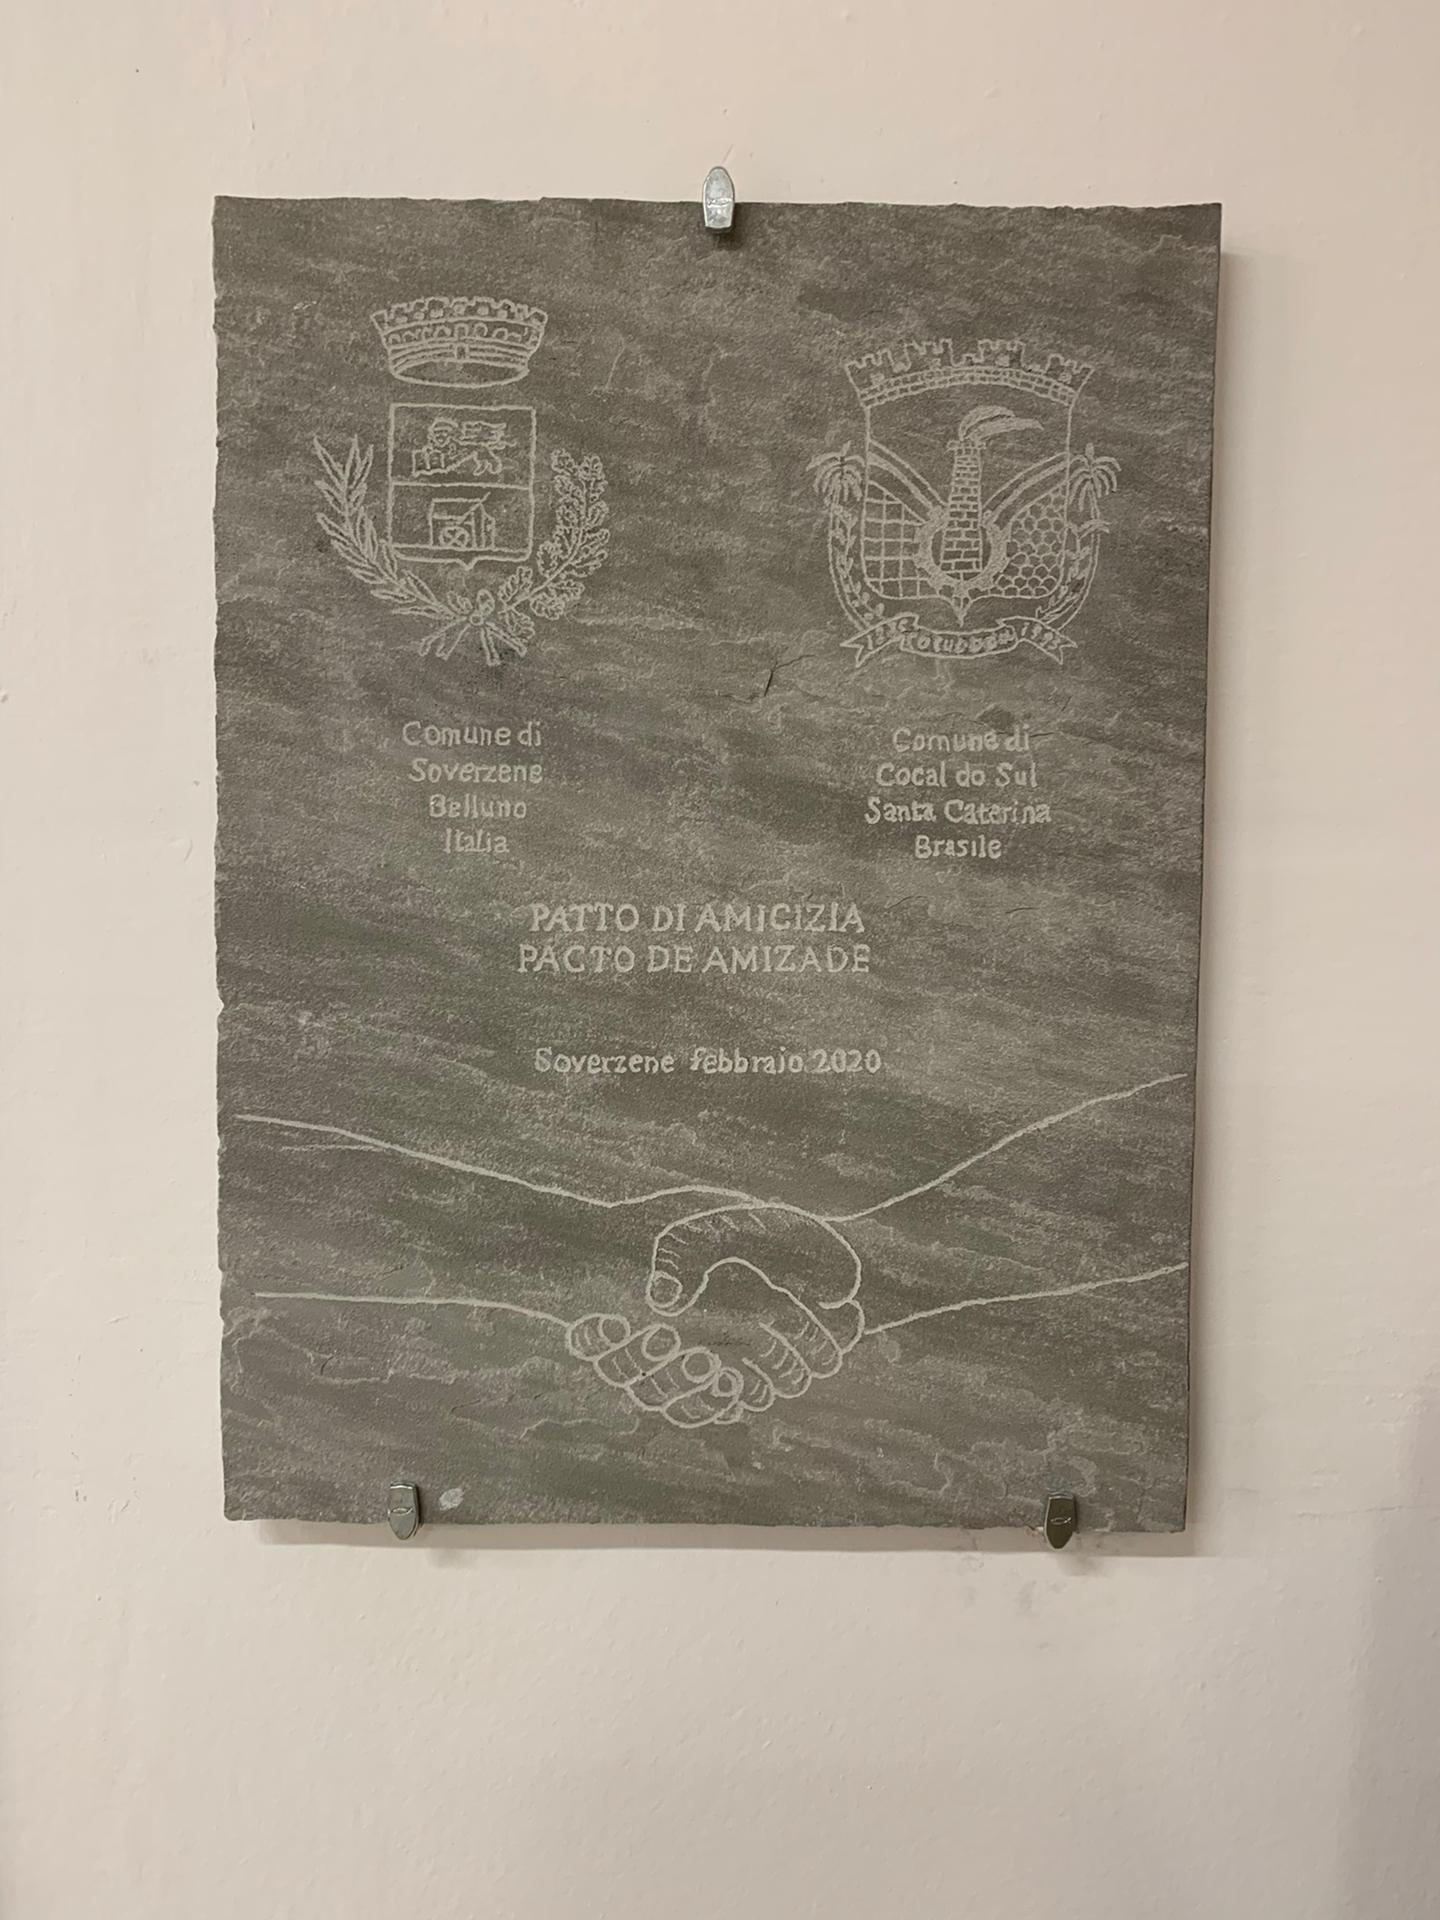 Comune di
Soverzene
Belluno
Italia
Comune di
Cocal do Sul
Santa Caterina
Brasile
PATTO DI AMICIZIA
PACTO DE AMIZADE
Soverzene febbraio 2020